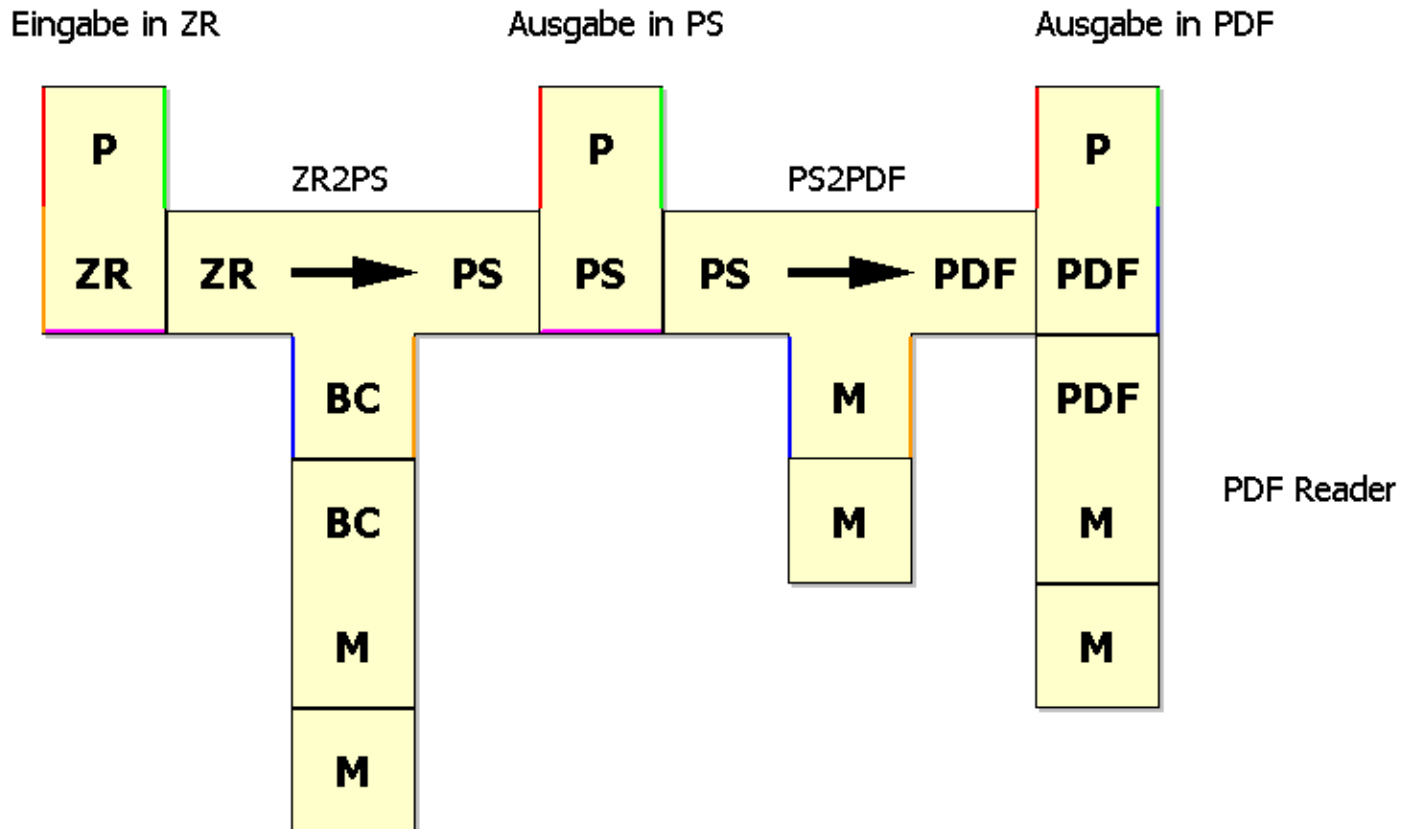 Eingabe in ZR Ausgabe in PS Ausgabe in PDF
P P P
ZR2PS PS2PDF
ZR ZR PS PS PS PDF PDF
BC M PDF
PDF Reader
BC M M
M M
M